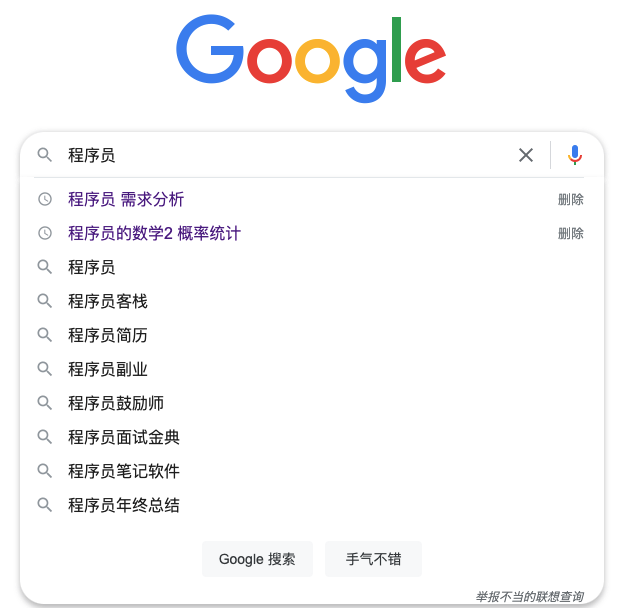 Google
程序员
程序员 需求分析 删除
程序员的数学2 概率统计 删除
程序员
程序员客栈
程序员简历
程序员副业
程序员鼓励师
程序员面试金典
程序员笔记软件
程序员年终总结
Google 搜索 手气不错
举报不当的联想查询